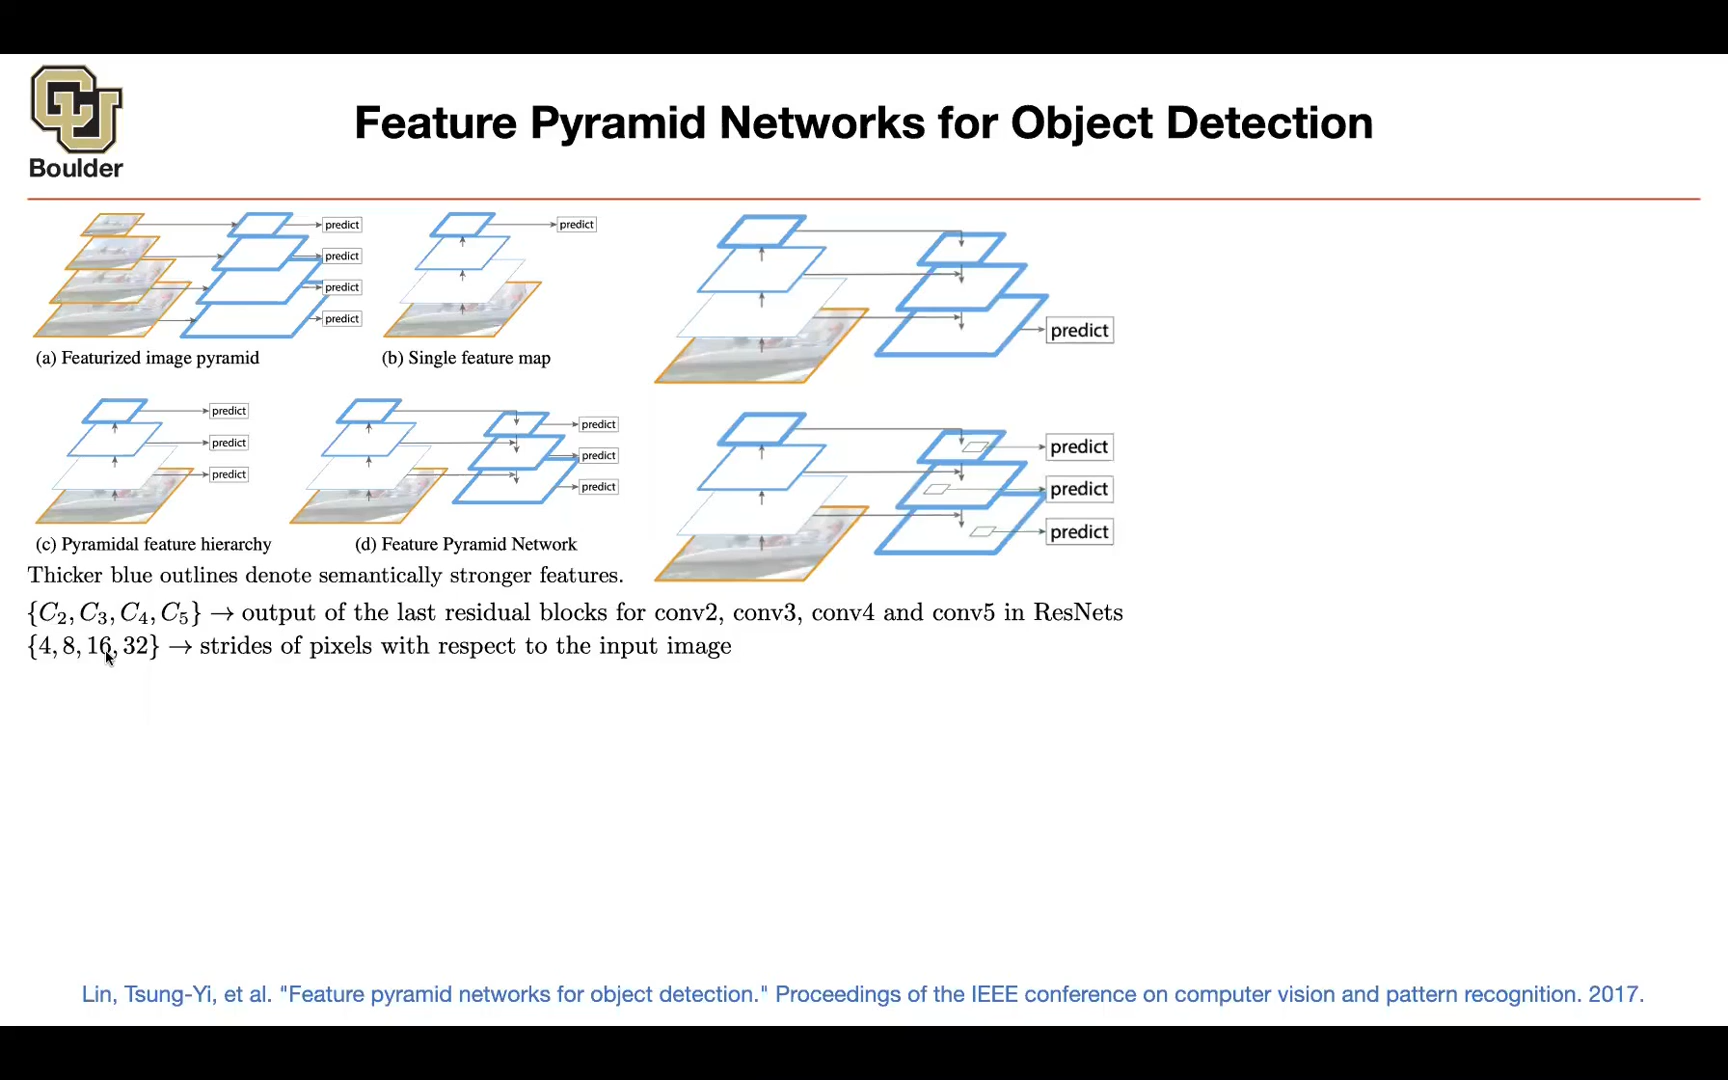 Boulder
Feature Pyramid Networks for Object Detection
predict
predict
predict
predict
(a) Featurized image pyramid
predict
(b) Single feature map
predict
predict
predict
predict
(c) Pyramidal feature hierarchy
predict
predict
predict
(d) Feature Pyramid Network
predict
predict
predict
Thicker blue outlines denote semantically stronger features.
{C₂, C₃, C₄, C₅} → output of the last residual blocks for conv2, conv3, conv4 and conv5 in ResNets
{4, 8, 16, 32} → strides of pixels with respect to the input image
Lin, Tsung-Yi, et al. "Feature pyramid networks for object detection." Proceedings of the IEEE conference on computer vision and pattern recognition. 2017.